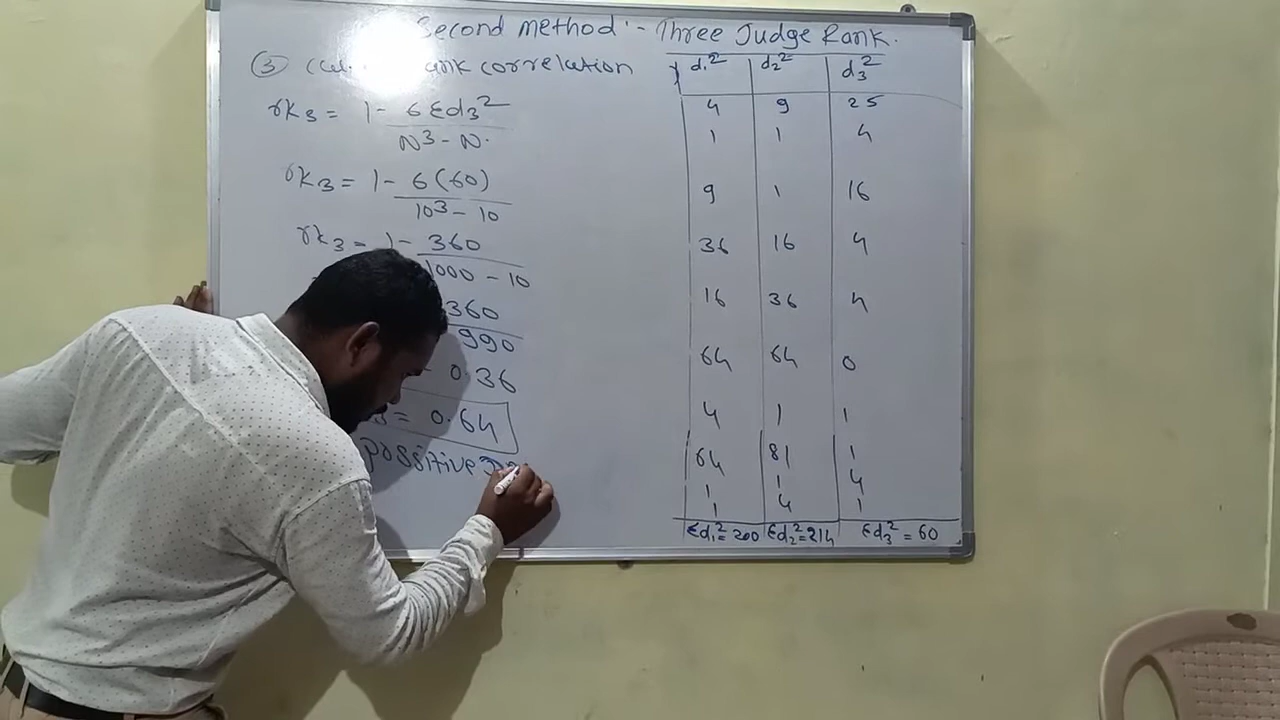 Second method :- Three Judge Rank.
③ rank correlation
rk3 = 1 - 6Σd3²
N³ - N.
rk3 = 1 - 6(60)
10³ - 10
rk3 = 1 - 360
1000 - 10
360
990
- 0.36
= 0.64
possitive
d1² d2² d3²
4 9 25
1 1 4
9 1 16
36 16 4
16 36 4
64 64 0
4 1 1
64 81 1
1 1 4
1 4 1
Σd1²=200 Σd2²=214 Σd3²=60